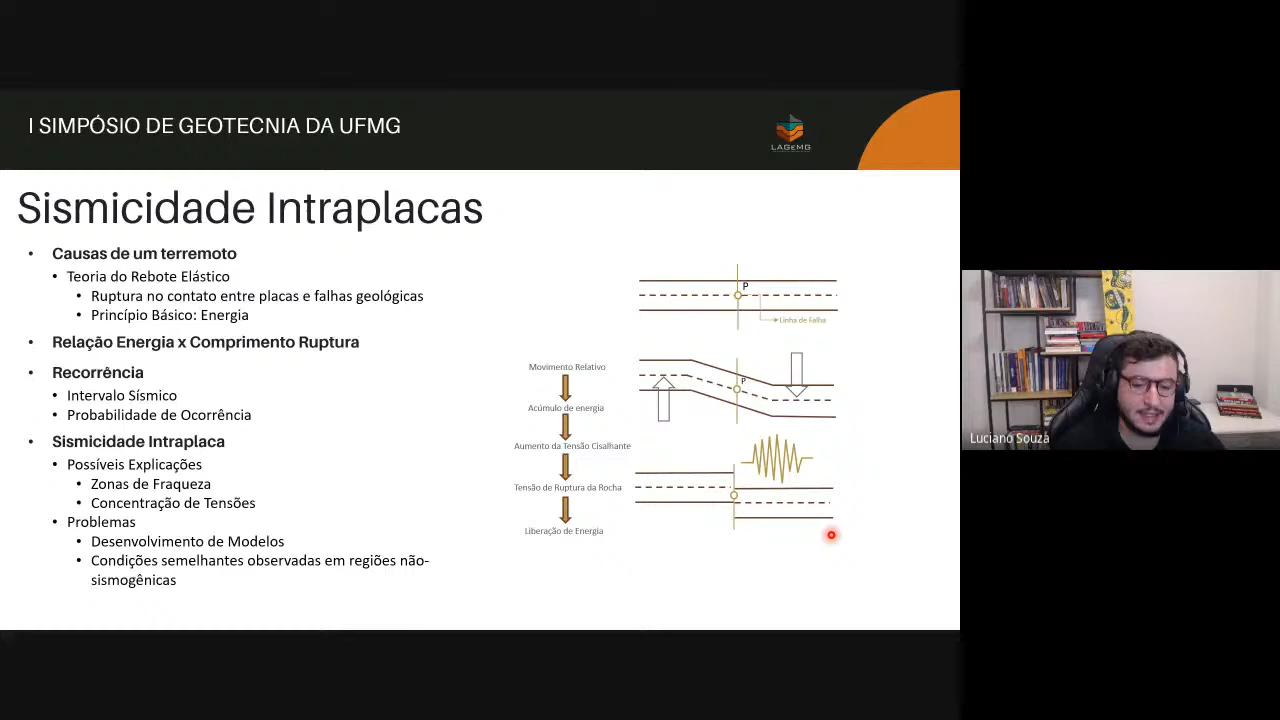 I SIMPÓSIO DE GEOTECNIA DA UFMG
LAGEMG
Sismicidade Intraplacas
• Causas de um terremoto
• Teoria do Rebote Elástico
• Ruptura no contato entre placas e falhas geológicas
• Princípio Básico: Energia
• Relação Energia x Comprimento Ruptura
• Recorrência
• Intervalo Sísmico
• Probabilidade de Ocorrência
• Sismicidade Intraplaca
• Possíveis Explicações
• Zonas de Fraqueza
• Concentração de Tensões
• Problemas
• Desenvolvimento de Modelos
• Condições semelhantes observadas em regiões não-
sismogênicas
Movimento Relativo
Acúmulo de energia
Aumento da Tensão Cisalhante
Tensão de Ruptura da Rocha
Liberação de Energia
P
Linha de Falha
P
Luciano Souza